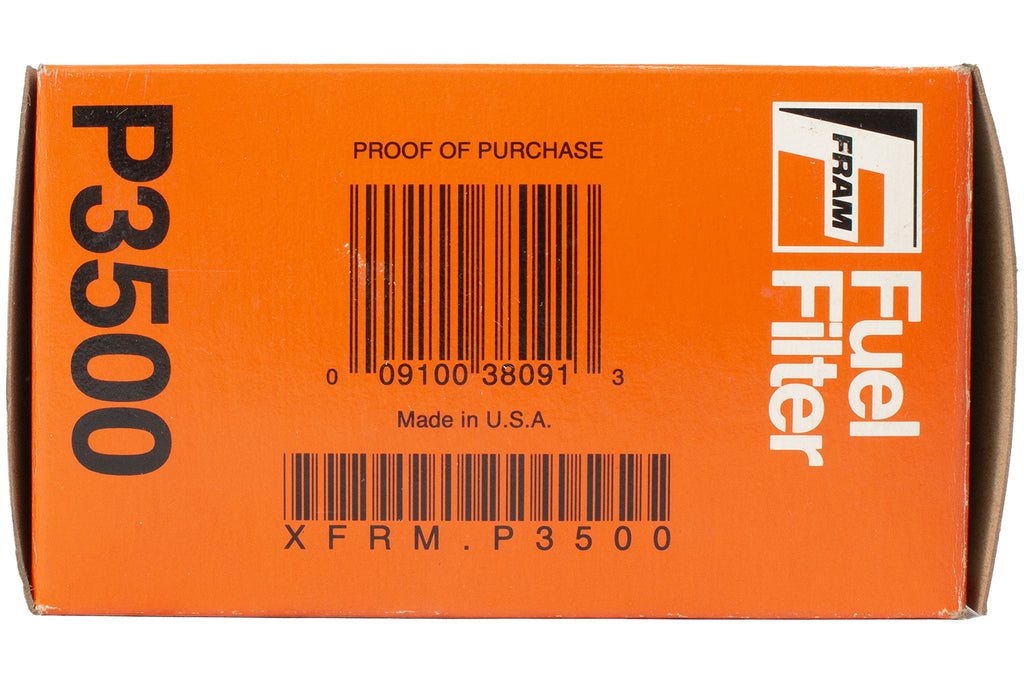 P3500
PROOF OF PURCHASE
0 09100 38091 3
Made in U.S.A.
XFRM.P3500
FRAM
Fuel
Filter